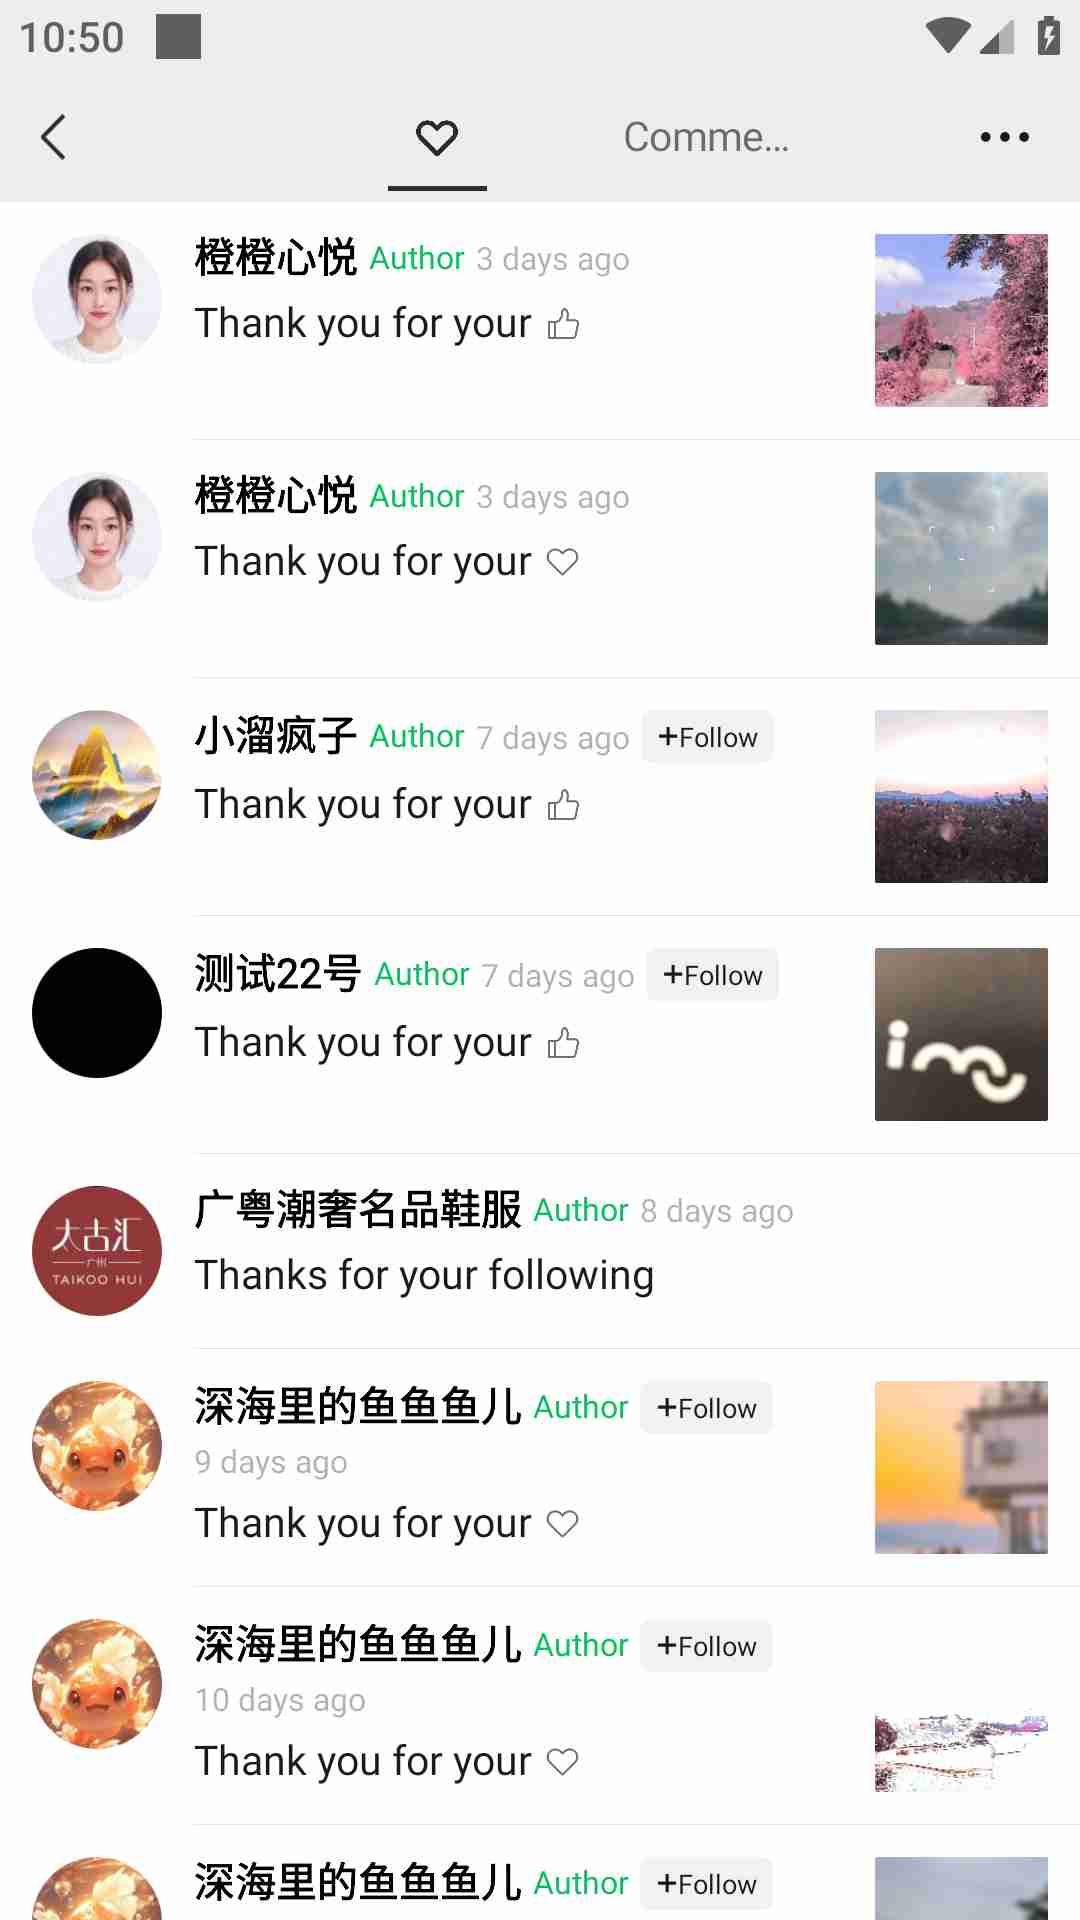 10:50
Comme…
橙橙心悦 Author 3 days ago
Thank you for your
橙橙心悦 Author 3 days ago
Thank you for your
小溜疯子 Author 7 days ago +Follow
Thank you for your
测试22号 Author 7 days ago +Follow
Thank you for your
imu
广粤潮奢名品鞋服 Author 8 days ago
太古汇
广州
TAIKOO HUI
Thanks for your following
深海里的鱼鱼鱼儿 Author +Follow
9 days ago
Thank you for your
深海里的鱼鱼鱼儿 Author +Follow
10 days ago
Thank you for your
深海里的鱼鱼鱼儿 Author +Follow